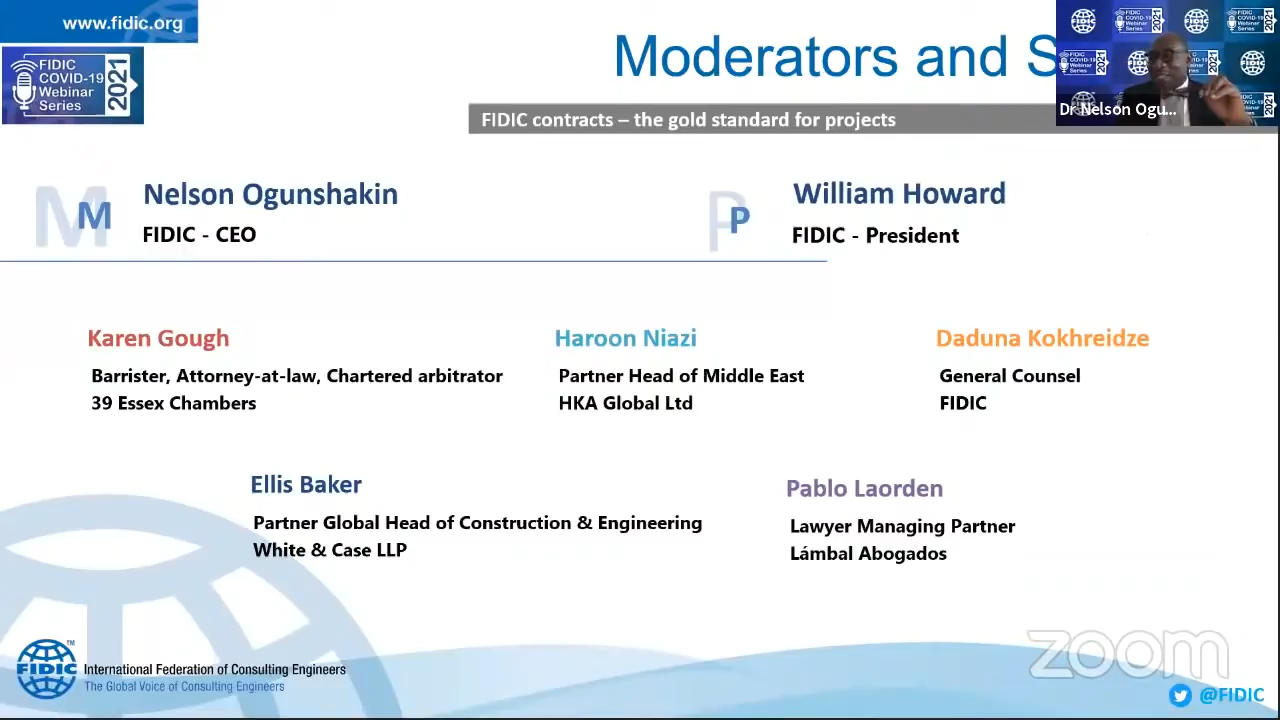 www.fidic.org
FIDIC
COVID-19
Webinar
Series
2021
Moderators and S
FIDIC contracts – the gold standard for projects
Dr Nelson Ogu...
M
M
Nelson Ogunshakin
FIDIC - CEO
P
P
William Howard
FIDIC - President
Karen Gough
Barrister, Attorney-at-law, Chartered arbitrator
39 Essex Chambers
Haroon Niazi
Partner Head of Middle East
HKA Global Ltd
Daduna Kokhreidze
General Counsel
FIDIC
Ellis Baker
Partner Global Head of Construction & Engineering
White & Case LLP
Pablo Laorden
Lawyer Managing Partner
Lámbal Abogados
FIDIC
TM
International Federation of Consulting Engineers
The Global Voice of Consulting Engineers
zoom
@FIDIC